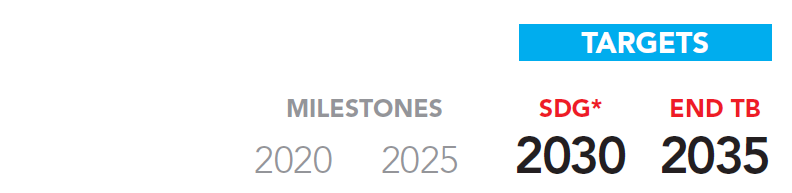 TARGETS
MILESTONES SDG* END TB
2020 2025 2030 2035